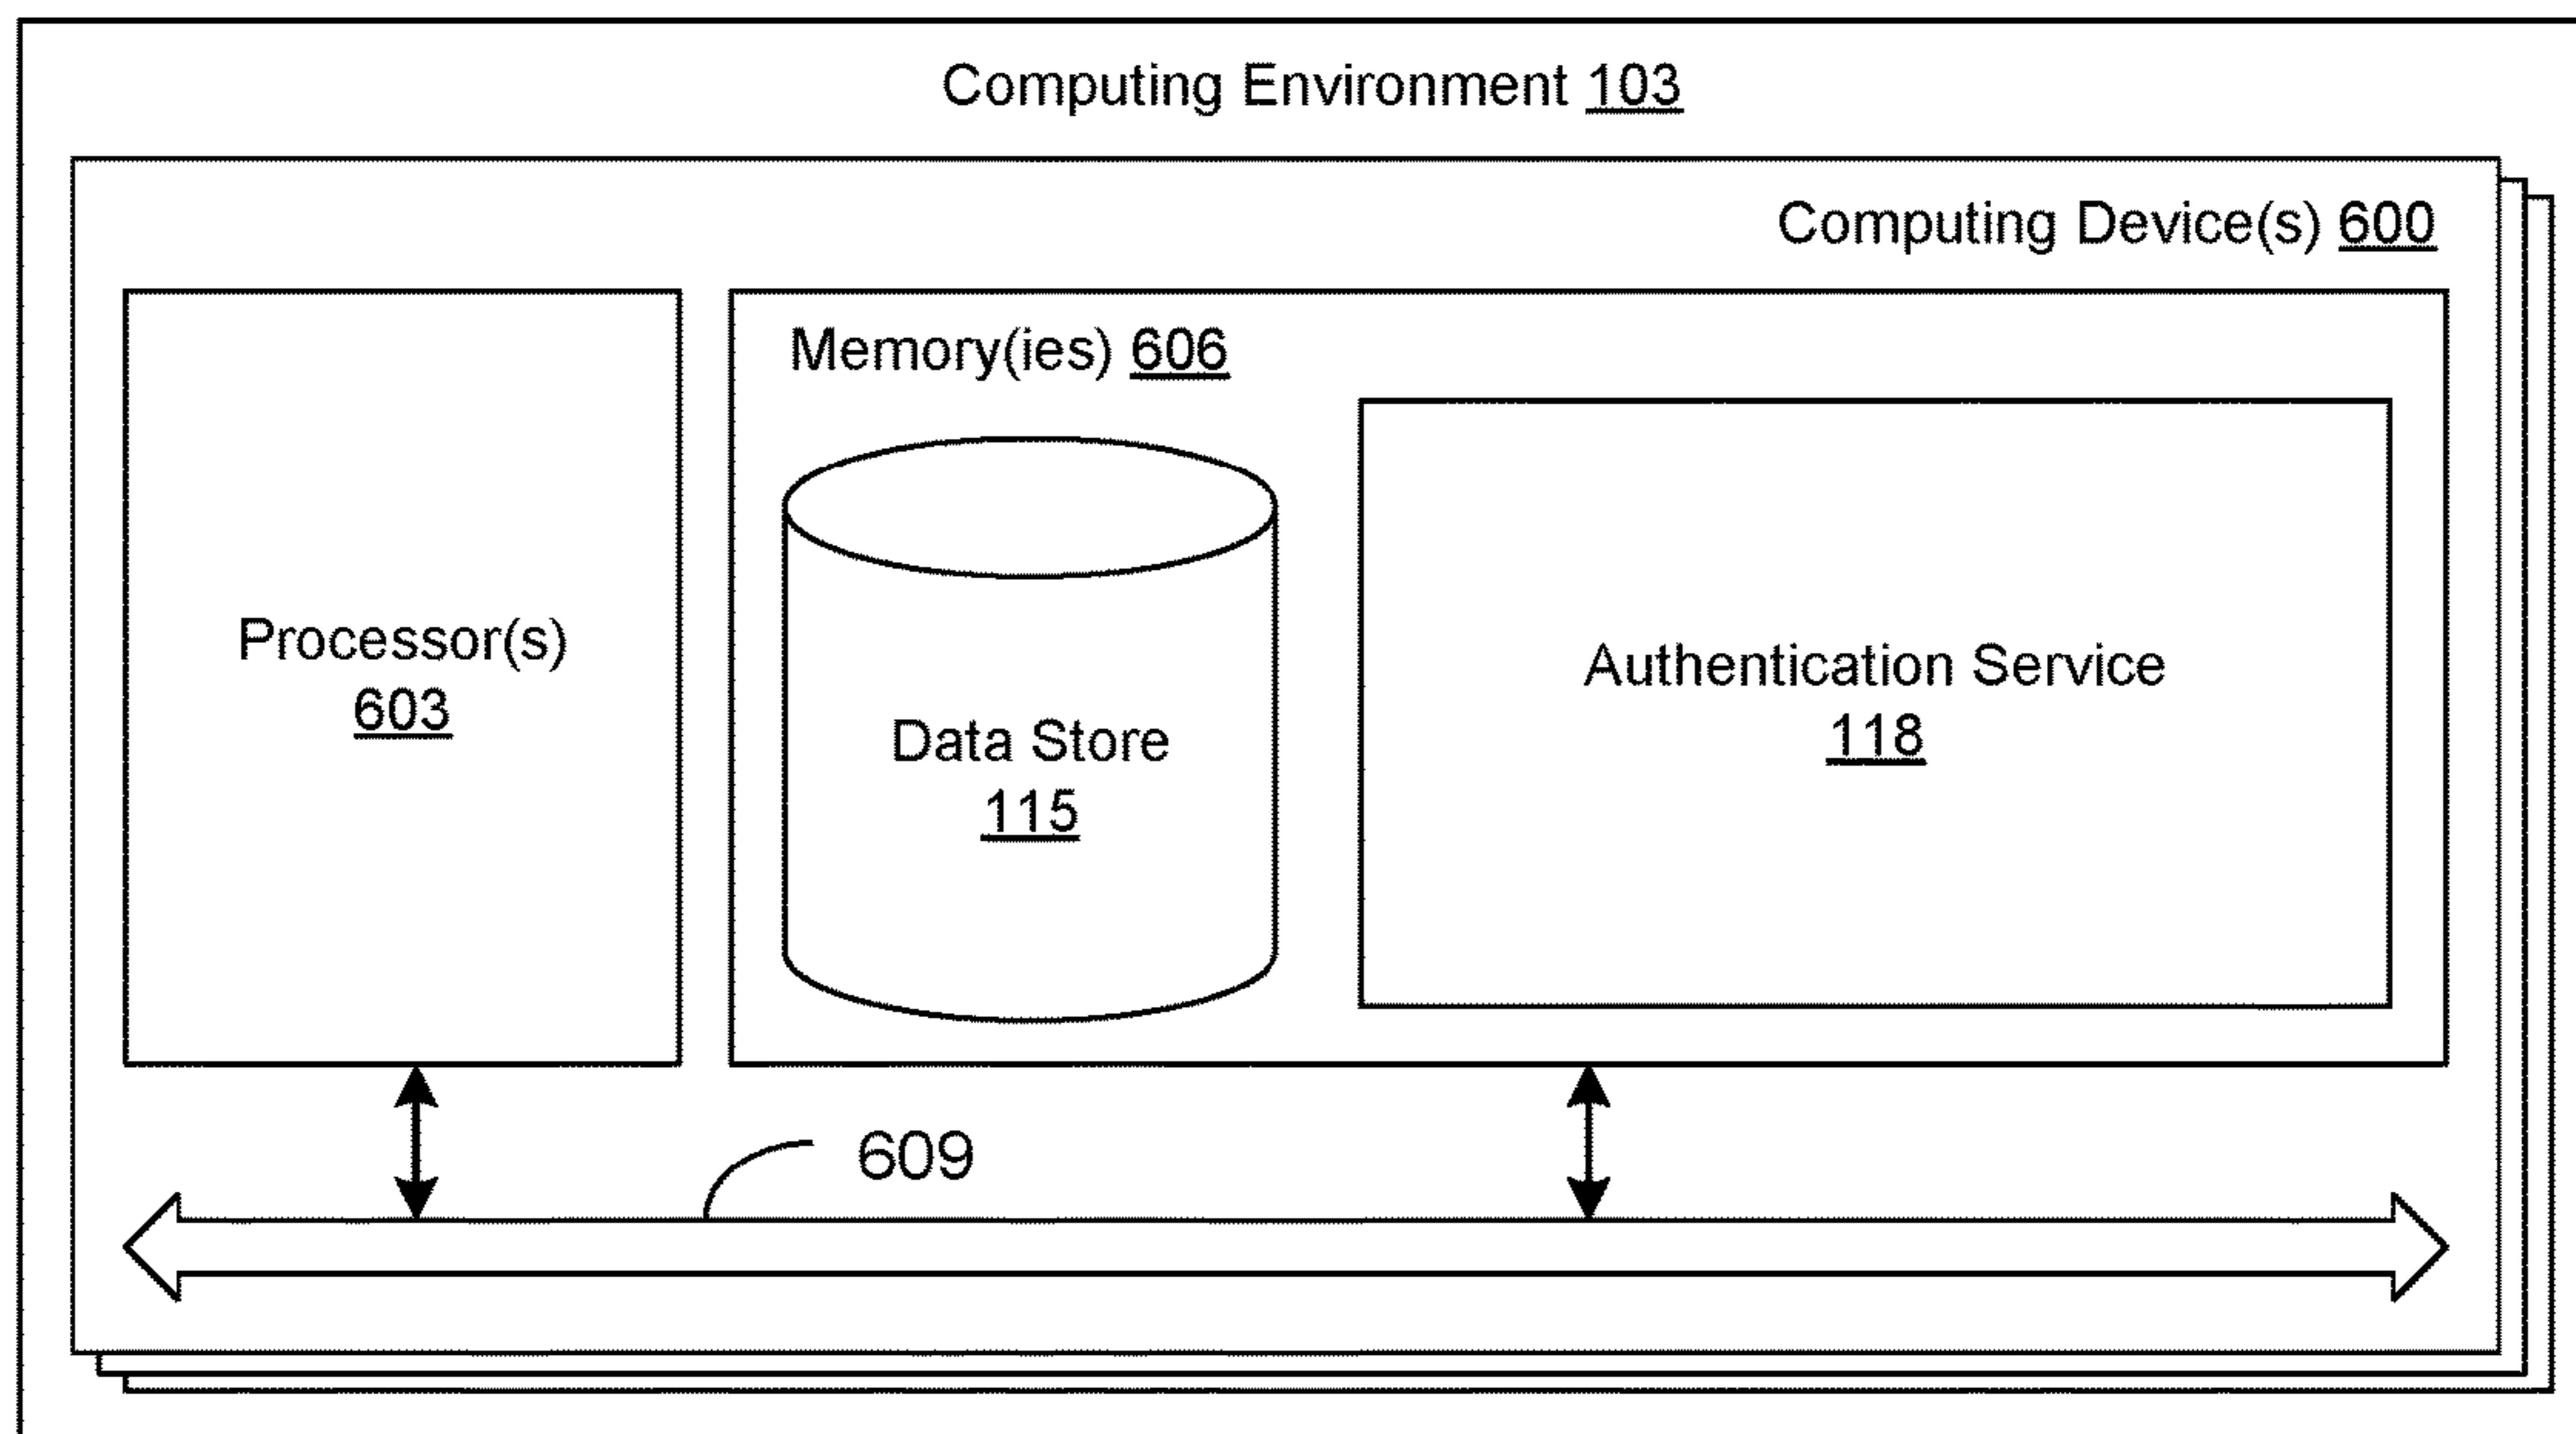 Computing Environment 103
Computing Device(s) 600
Memory(ies) 606
Processor(s)
603
Data Store
115
Authentication Service
118
609